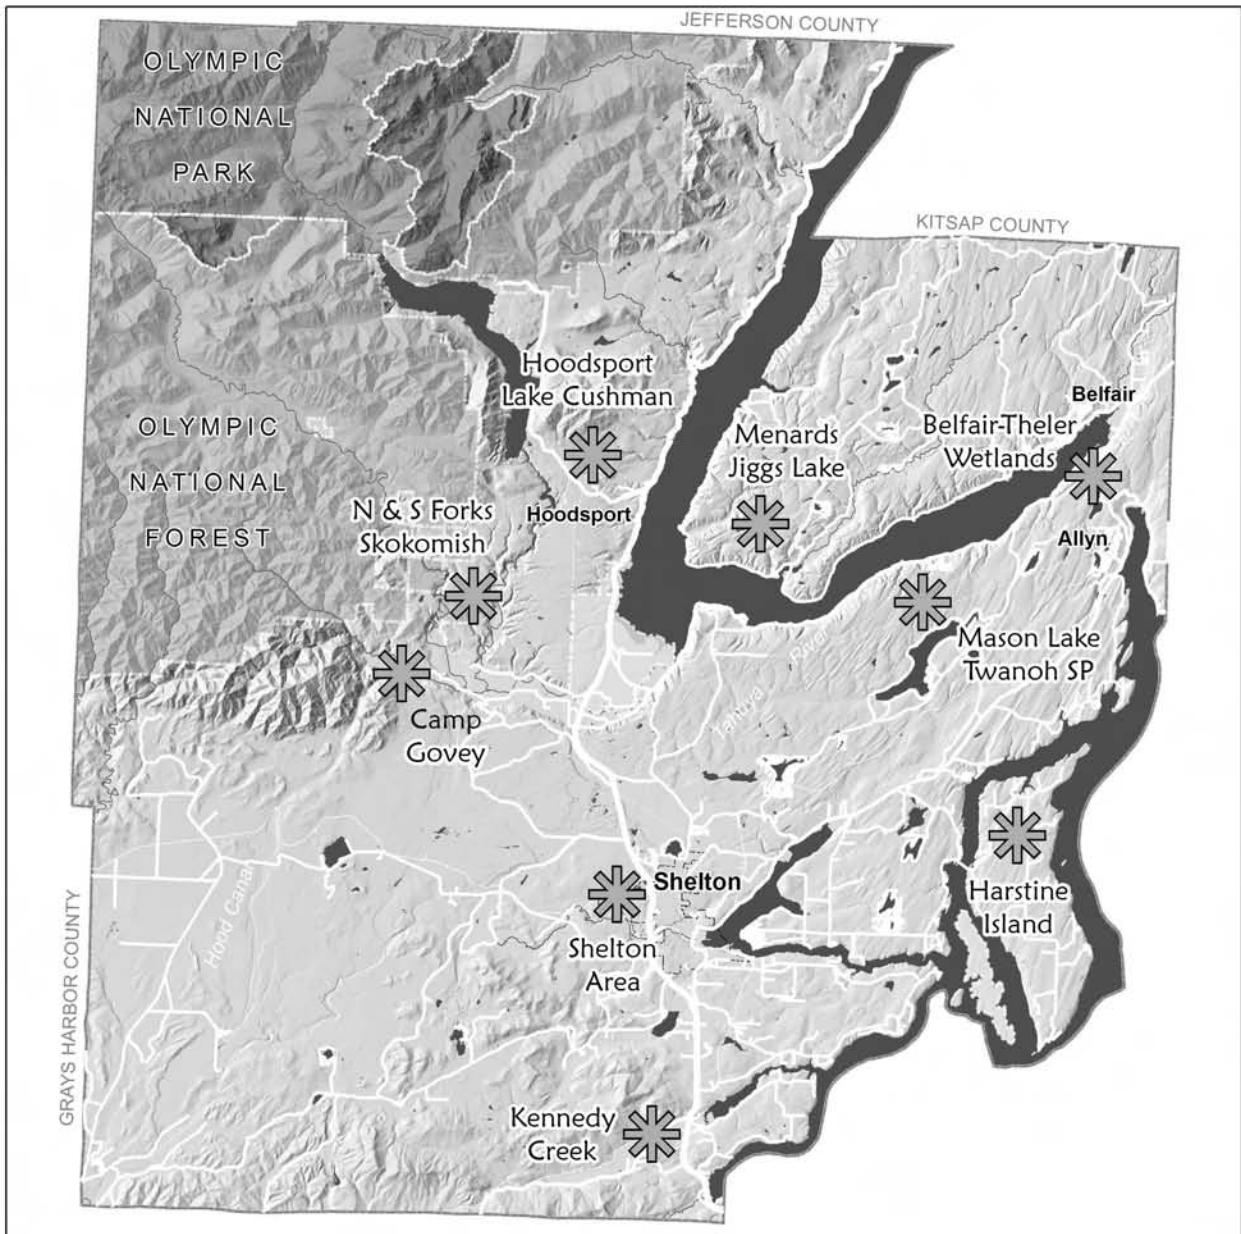 JEFFERSON COUNTY
OLYMPIC
NATIONAL
PARK
KITSAP COUNTY
Hoodsport
Lake Cushman
Belfair
Menards
Jiggs Lake
Belfair-Theler
Wetlands
OLYMPIC
NATIONAL
FOREST
N & S Forks
Skokomish
Hoodsport
Allyn
Mason Lake
Twanoh SP
Tahuya River
Camp
Govey
Shelton
Harstine
Island
Hood Canal
Shelton
Area
GRAYS HARBOR COUNTY
Kennedy
Creek